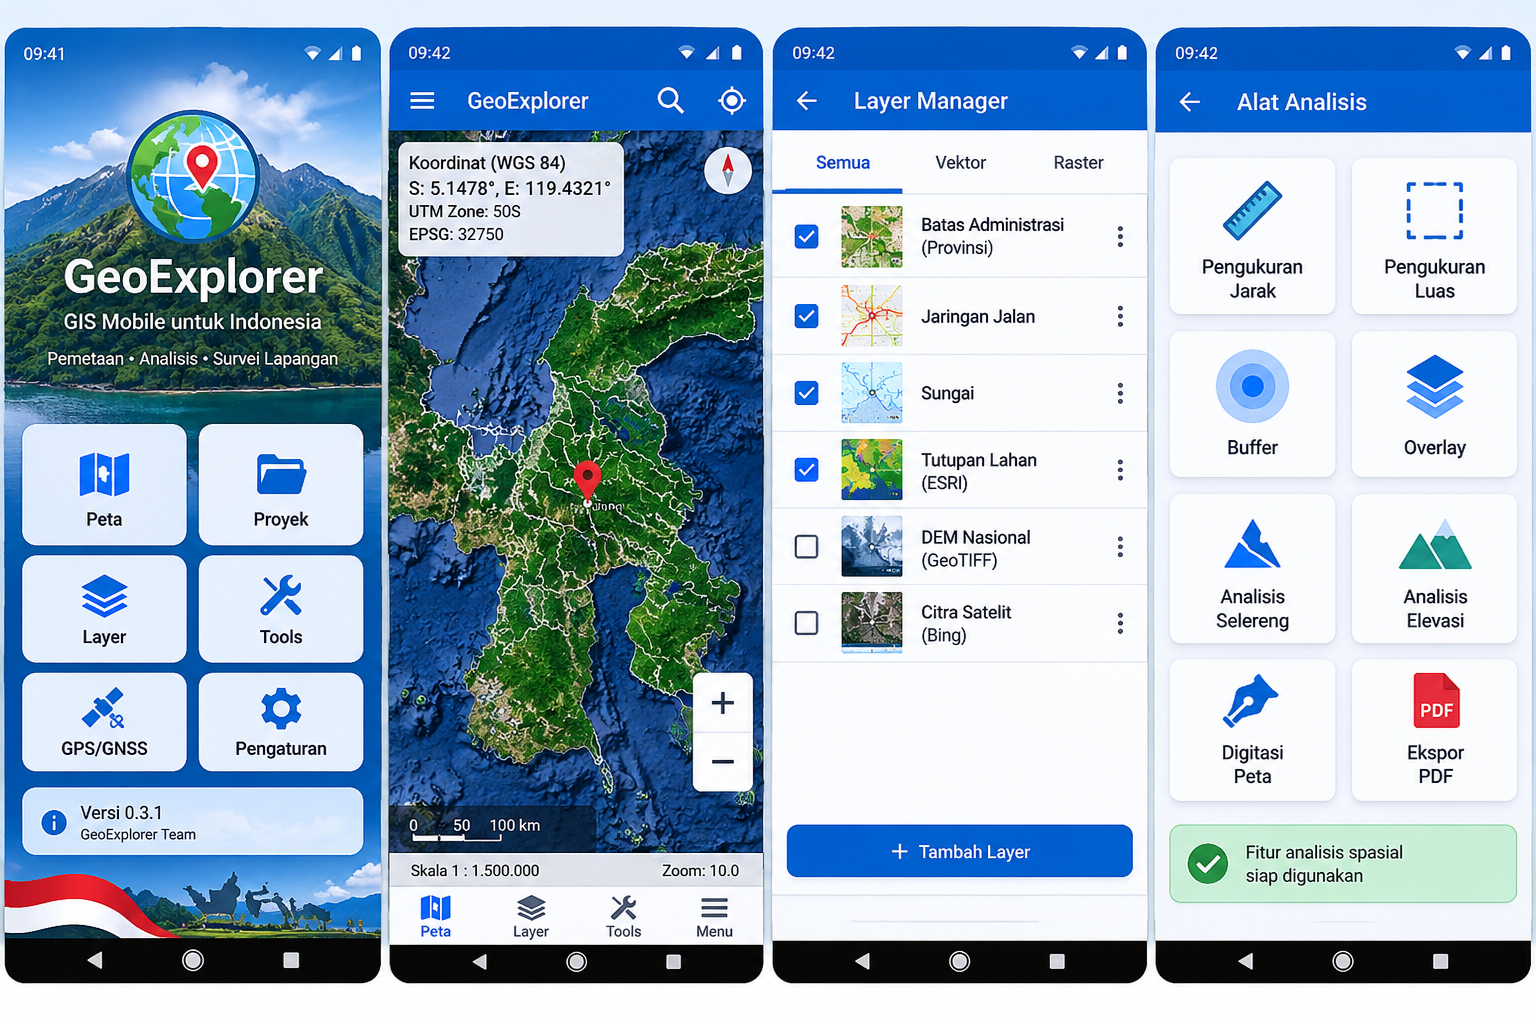 09:41
GeoExplorer
GIS Mobile untuk Indonesia
Pemetaan • Analisis • Survei Lapangan
Peta
Proyek
Layer
Tools
GPS/GNSS
Pengaturan
Versi 0.3.1
GeoExplorer Team
09:42
GeoExplorer
Koordinat (WGS 84)
S: 5.1478°, E: 119.4321°
UTM Zone: 50S
EPSG: 32750
0 50 100 km
Skala 1 : 1.500.000
Zoom: 10.0
Peta
Layer
Tools
Menu
09:42
Layer Manager
Semua
Vektor
Raster
Batas Administrasi
(Provinsi)
Jaringan Jalan
Sungai
Tutupan Lahan
(ESRI)
DEM Nasional
(GeoTIFF)
Citra Satelit
(Bing)
+ Tambah Layer
09:42
Alat Analisis
Pengukuran
Jarak
Pengukuran
Luas
Buffer
Overlay
Analisis
Selereng
Analisis
Elevasi
Digitasi
Peta
PDF
Ekspor
PDF
Fitur analisis spasial
siap digunakan